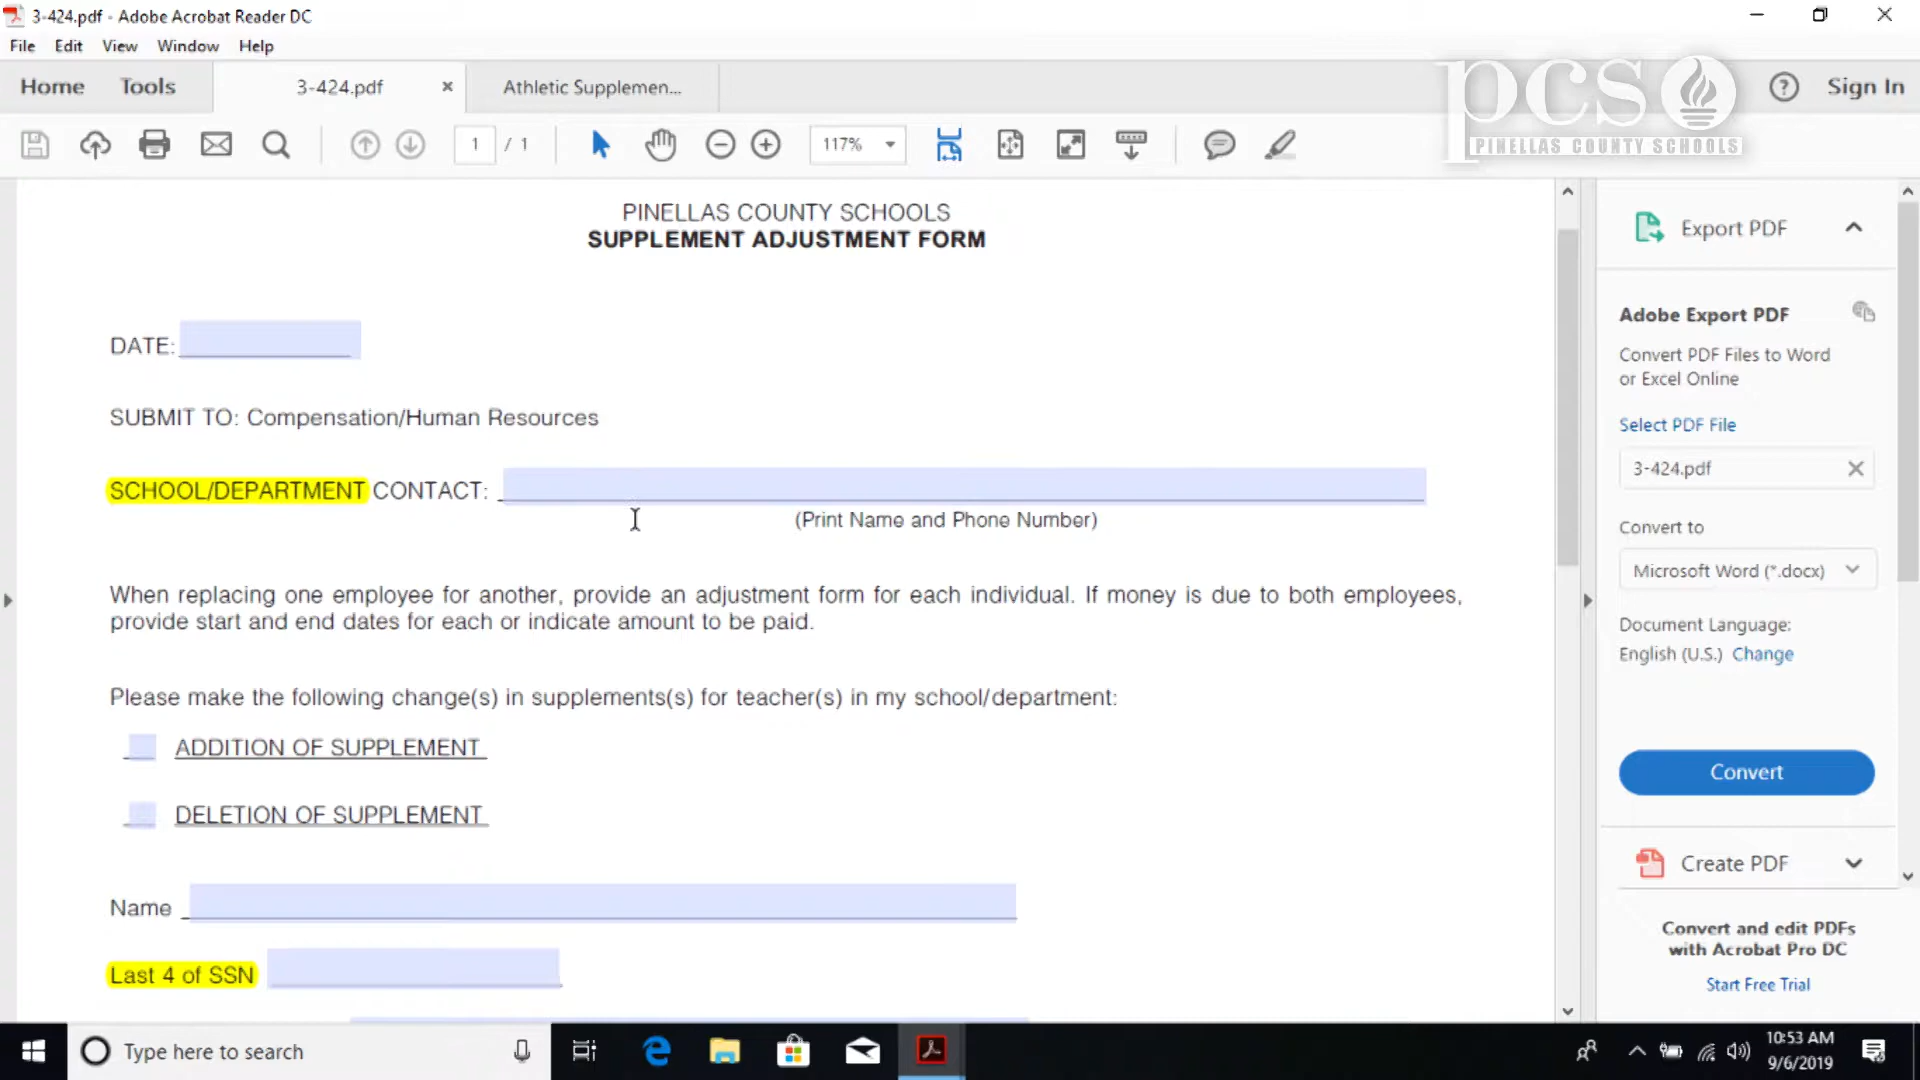 3-424.pdf - Adobe Acrobat Reader DC
File Edit View Window Help
Home Tools 3-424.pdf Athletic Supplemen... Sign In
pcs
PINELLAS COUNTY SCHOOLS
1 / 1 117%
PINELLAS COUNTY SCHOOLS
SUPPLEMENT ADJUSTMENT FORM
DATE:
SUBMIT TO: Compensation/Human Resources
SCHOOL/DEPARTMENT CONTACT:
(Print Name and Phone Number)
When replacing one employee for another, provide an adjustment form for each individual. If money is due to both employees,
provide start and end dates for each or indicate amount to be paid.
Please make the following change(s) in supplements(s) for teacher(s) in my school/department:
ADDITION OF SUPPLEMENT
DELETION OF SUPPLEMENT
Name
Last 4 of SSN
Export PDF
Adobe Export PDF
Convert PDF Files to Word
or Excel Online
Select PDF File
3-424.pdf
Convert to
Microsoft Word (*.docx)
Document Language:
English (U.S.) Change
Convert
Create PDF
Convert and edit PDFs
with Acrobat Pro DC
Start Free Trial
Type here to search
10:53 AM
9/6/2019